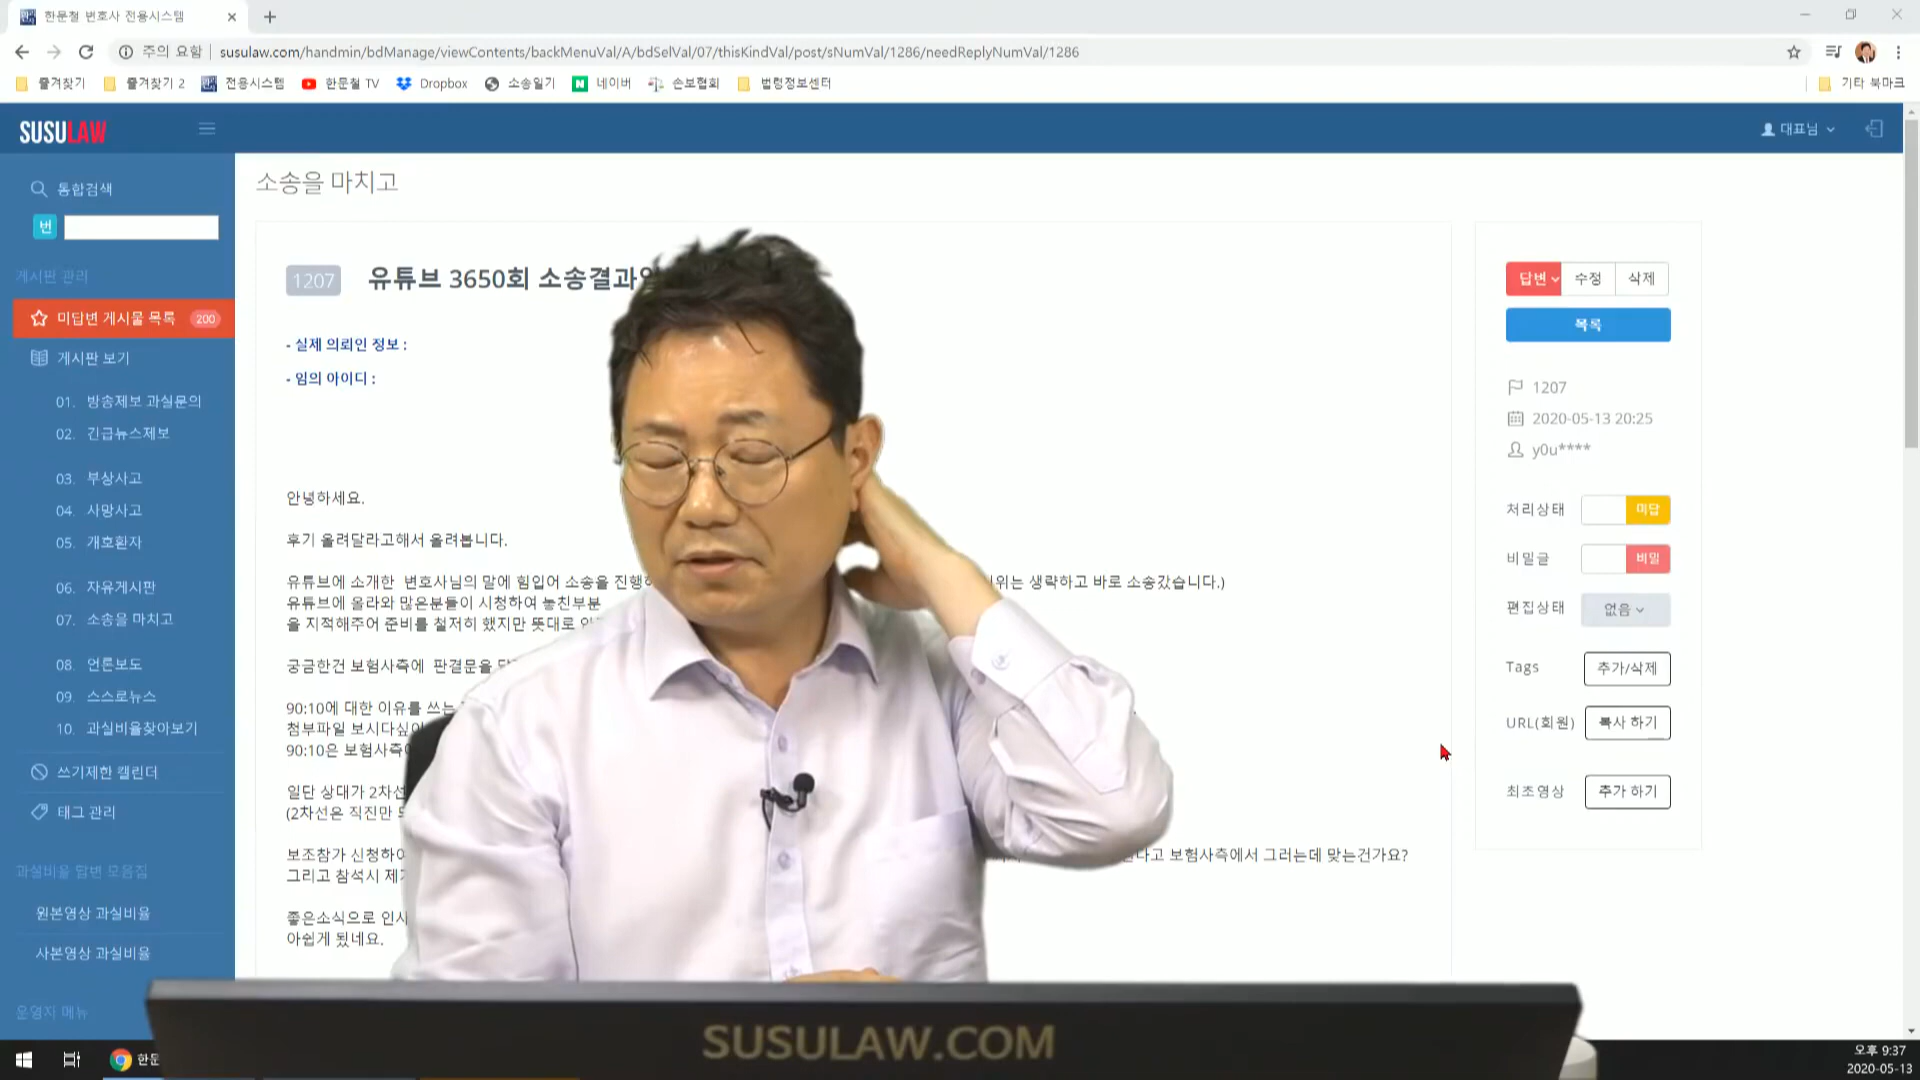 한문철 변호사 전용시스템
주의 요함
susulaw.com/handmin/bdManage/viewContents/backMenuVal/A/bdSelVal/07/thisKindVal/post/sNumVal/1286/needReplyNumVal/1286
즐겨찾기
즐겨찾기 2
전용시스템
한문철 TV
Dropbox
소송일기
네이버
손보협회
법령정보센터
기타 북마크
SUSULAW
대표님
통합검색
번
게시판 관리
미답변 게시물 목록 200
게시판 보기
01. 방송제보 과실문의
02. 긴급뉴스제보
03. 부상사고
04. 사망사고
05. 개호환자
06. 자유게시판
07. 소송을 마치고
08. 언론보도
09. 스스로뉴스
10. 과실비율찾아보기
쓰기제한 캘린더
태그 관리
과실비율 답변 모음집
원본영상 과실비율
사본영상 과실비율
운영자 메뉴
소송을 마치고
1207 유튜브 3650회 소송결과
- 실제 의뢰인 정보 :
- 임의 아이디 :
안녕하세요.
후기 올려달라고해서 올려봅니다.
유튜브에 소개한 변호사님의 말에 힘입어 소송을 진행 위는 생략하고 바로 소송갔습니다.)
유튜브에 올라와 많은분들이 시청하여 놓친부분
을 지적해주어 준비를 철저히 했지만 뜻대로
궁금한건 보험사측에 판결문을
90:10에 대한 이유를 쓰는
첨부파일 보시다싶이
90:10은 보험사측
일단 상대가 2차선
(2차선은 직진만
보조참가 신청하 다고 보험사측에서 그러는데 맞는건가요?
그리고 참석시
좋은소식으로 인사
아쉽게 됐네요.
답변 수정 삭제
목록
1207
2020-05-13 20:25
y0u****
처리상태 미답
비밀글 비밀
편집상태 없음
Tags 추가/삭제
URL(회원) 복사 하기
최초영상 추가 하기
SUSULAW.COM
한문
오후 9:37
2020-05-13